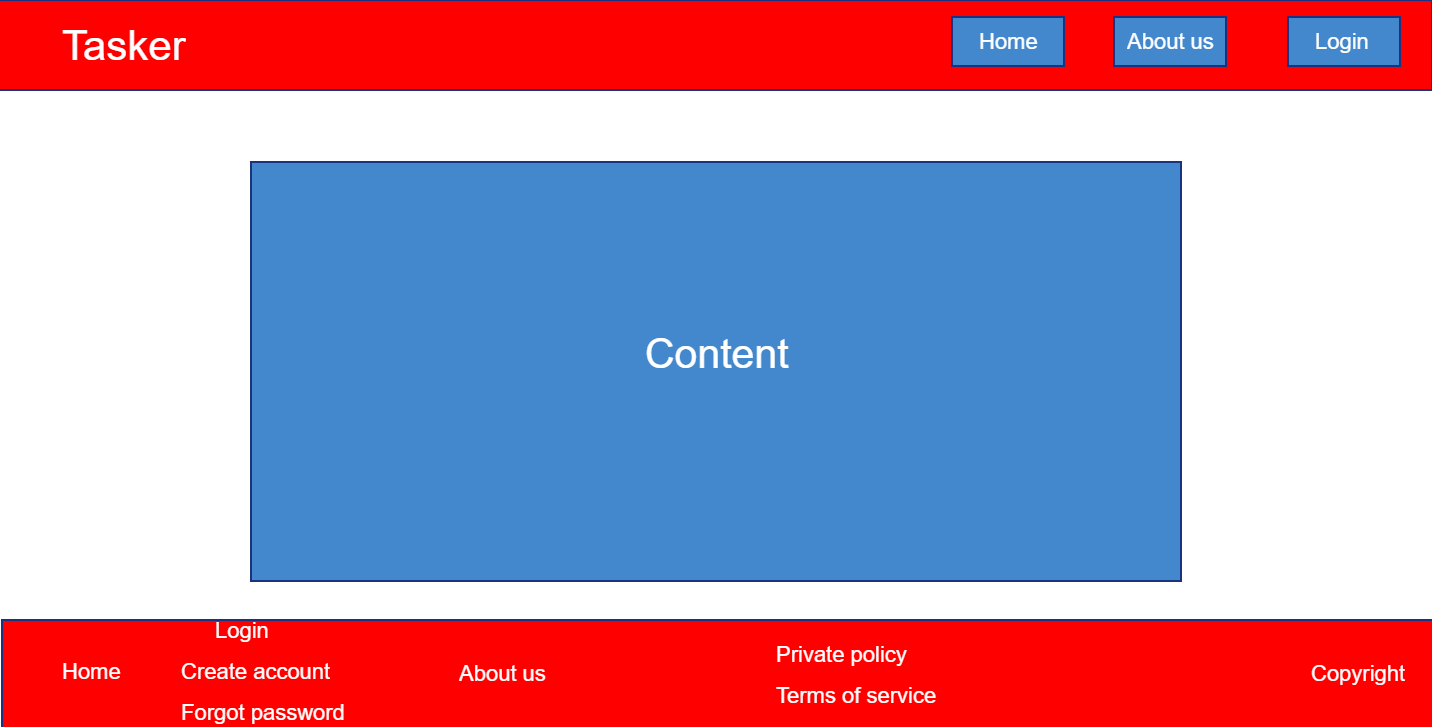 Tasker
Home
About us
Login
Content
Home
Login
Create account
Forgot password
About us
Private policy
Terms of service
Copyright